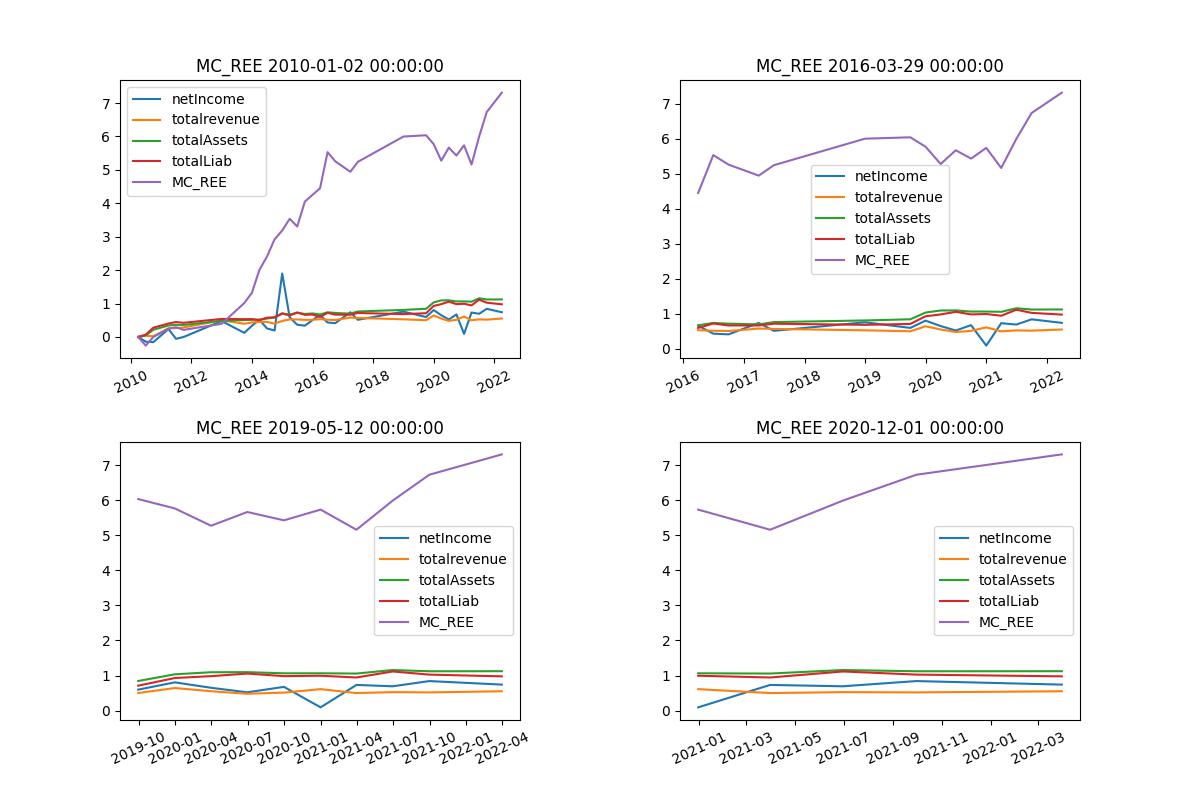 MC_REE 2010-01-02 00:00:00
netIncome
totalrevenue
totalAssets
totalLiab
MC_REE
7
6
5
4
3
2
1
0
2010 2012 2014 2016 2018 2020 2022
MC_REE 2016-03-29 00:00:00
7
6
5
4
3
2
1
0
netIncome
totalrevenue
totalAssets
totalLiab
MC_REE
2016 2017 2018 2019 2020 2021 2022
MC_REE 2019-05-12 00:00:00
7
6
5
4
3
2
1
0
netIncome
totalrevenue
totalAssets
totalLiab
MC_REE
2019-10 2020-01 2020-04 2020-07 2020-10 2021-01 2021-04 2021-07 2021-10 2022-01 2022-04
MC_REE 2020-12-01 00:00:00
7
6
5
4
3
2
1
0
netIncome
totalrevenue
totalAssets
totalLiab
MC_REE
2021-01 2021-03 2021-05 2021-07 2021-09 2021-11 2022-01 2022-03